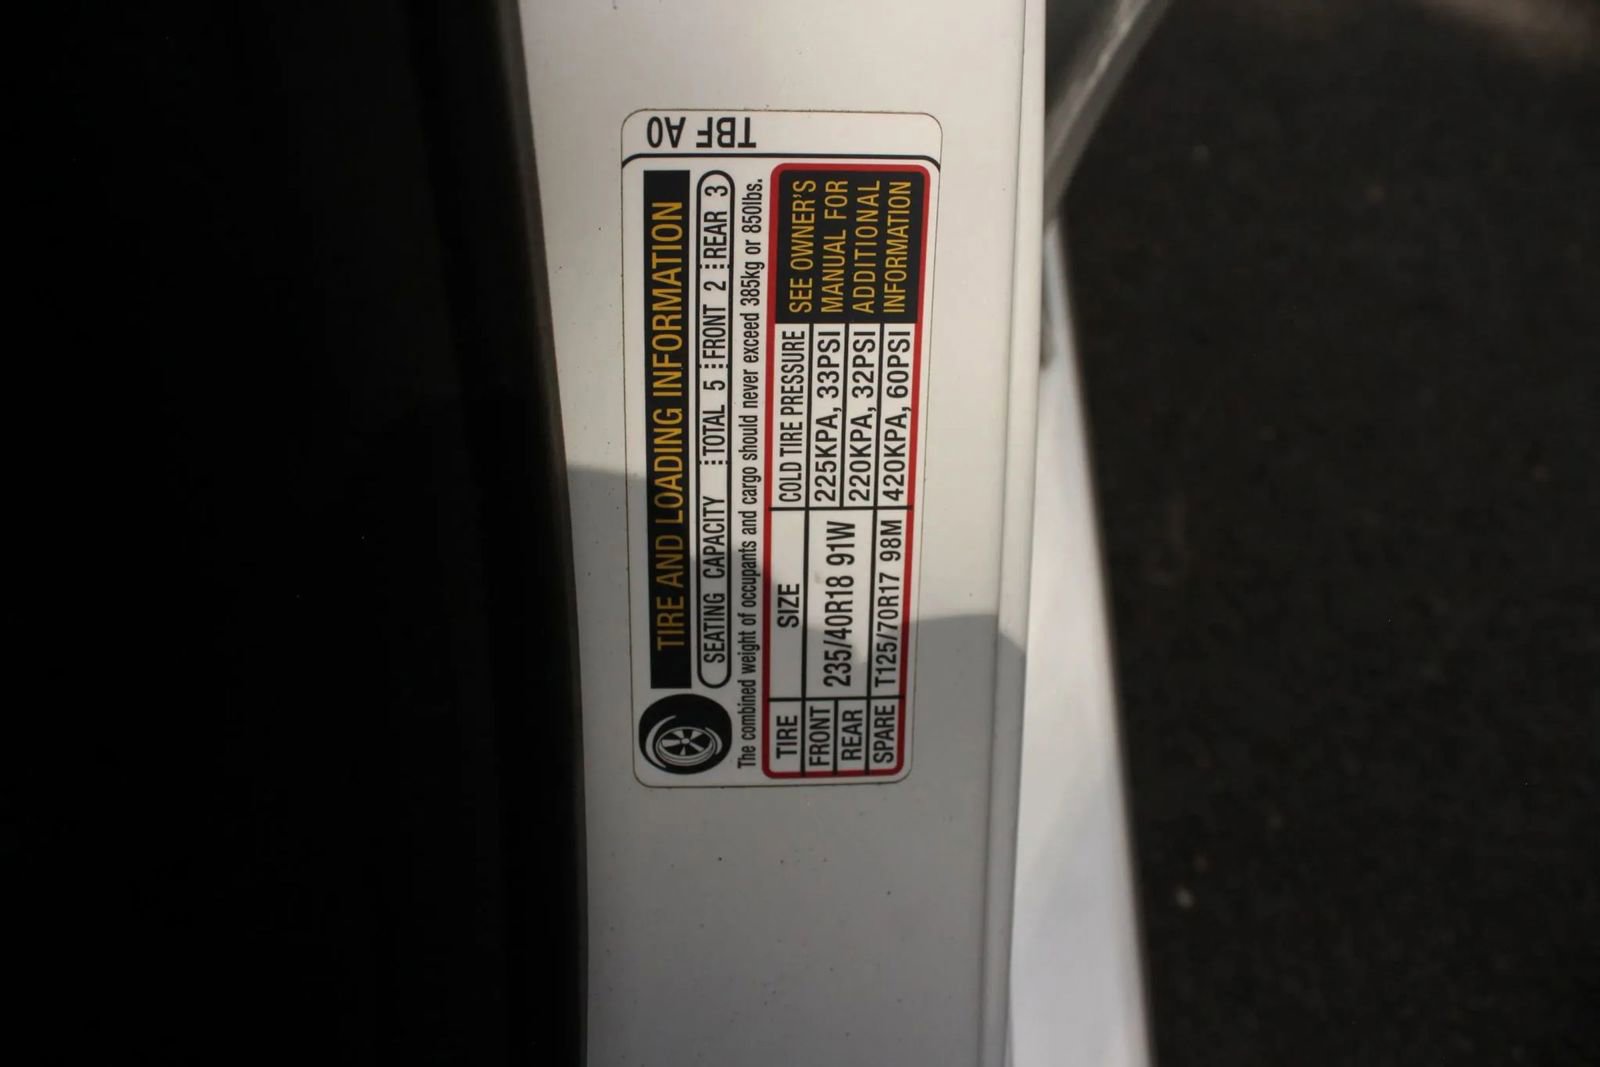 TBF A0
TIRE AND LOADING INFORMATION
SEATING CAPACITY TOTAL 5 FRONT 2 REAR 3
The combined weight of occupants and cargo should never exceed 385kg or 850lbs.
TIRE SIZE COLD TIRE PRESSURE
FRONT 235/40R18 91W 225KPA, 33PSI
REAR 220KPA, 32PSI
SPARE T125/70R17 98M 420KPA, 60PSI
SEE OWNER'S
MANUAL FOR
ADDITIONAL
INFORMATION